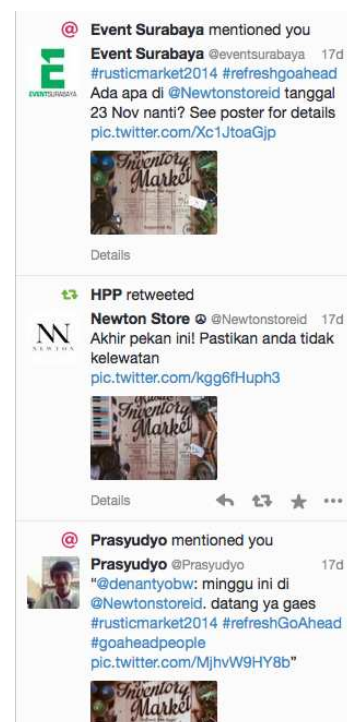 @ Event Surabaya mentioned you
Event Surabaya @eventsurabaya 17d
#rusticmarket2014 #refreshgoahead
Ada apa di @Newtonstoreid tanggal
23 Nov nanti? See poster for details
pic.twitter.com/Xc1JtoaGjp
EVENTSURABAYA
Inventory
Market
Details
HPP retweeted
Newton Store ☮ @Newtonstoreid 17d
Akhir pekan ini! Pastikan anda tidak
kelewatan
pic.twitter.com/kgg6fHuph3
NEWTON
Inventory
Market
Details
@ Prasyudyo mentioned you
Prasyudyo @Prasyudyo 17d
“@denantyobw: minggu ini di
@Newtonstoreid. datang ya gaes
#rusticmarket2014 #refreshGoAhead
#goaheadpeople
pic.twitter.com/MjhvW9HY8b”
Inventory
Market